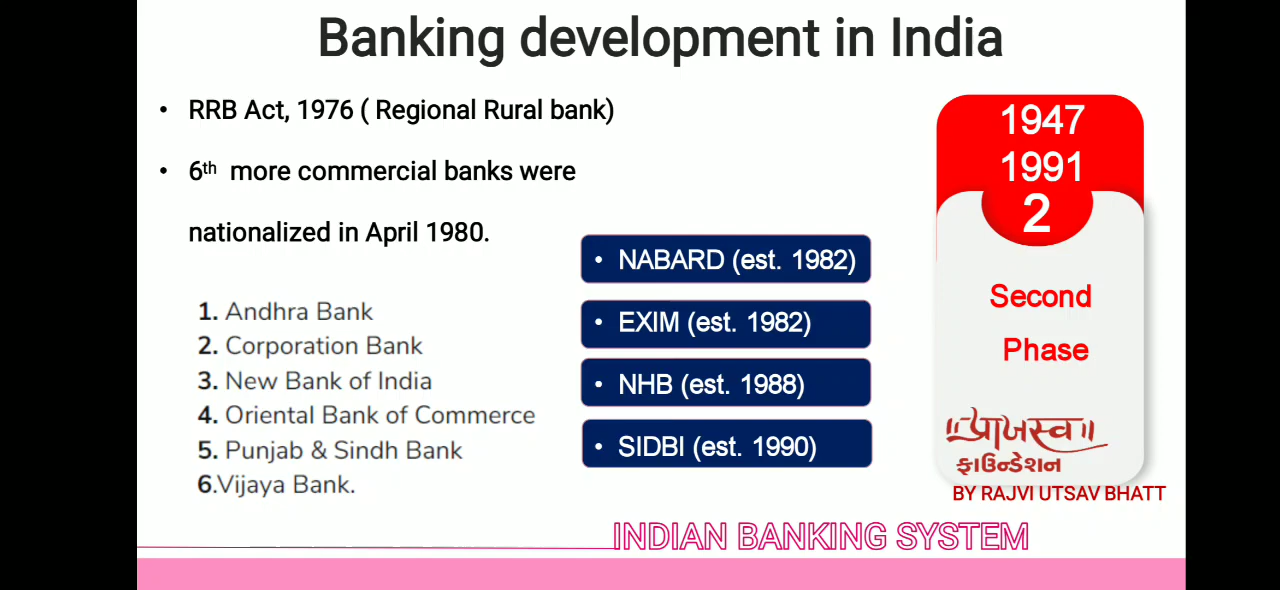 Banking development in India
• RRB Act, 1976 ( Regional Rural bank)
• 6th more commercial banks were
nationalized in April 1980.
1. Andhra Bank
2. Corporation Bank
3. New Bank of India
4. Oriental Bank of Commerce
5. Punjab & Sindh Bank
6.Vijaya Bank.
• NABARD (est. 1982)
• EXIM (est. 1982)
• NHB (est. 1988)
• SIDBI (est. 1990)
1947
1991
2
Second
Phase
ફાઉન્ડેશન
BY RAJVI UTSAV BHATT
INDIAN BANKING SYSTEM